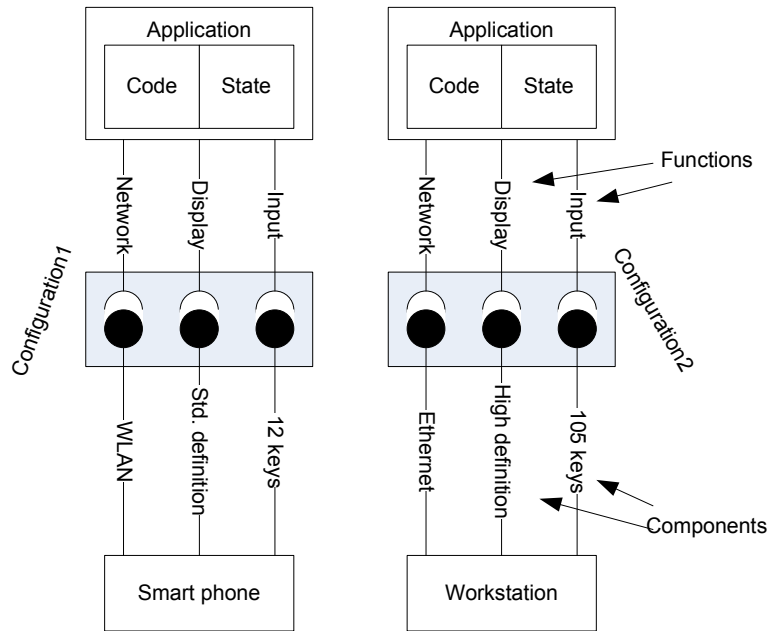 Application
Code
State
Network
Display
Input
Configuration1
WLAN
Std. definition
12 keys
Smart phone
Application
Code
State
Functions
Network
Display
Input
Configuration2
Ethernet
High definition
105 keys
Components
Workstation